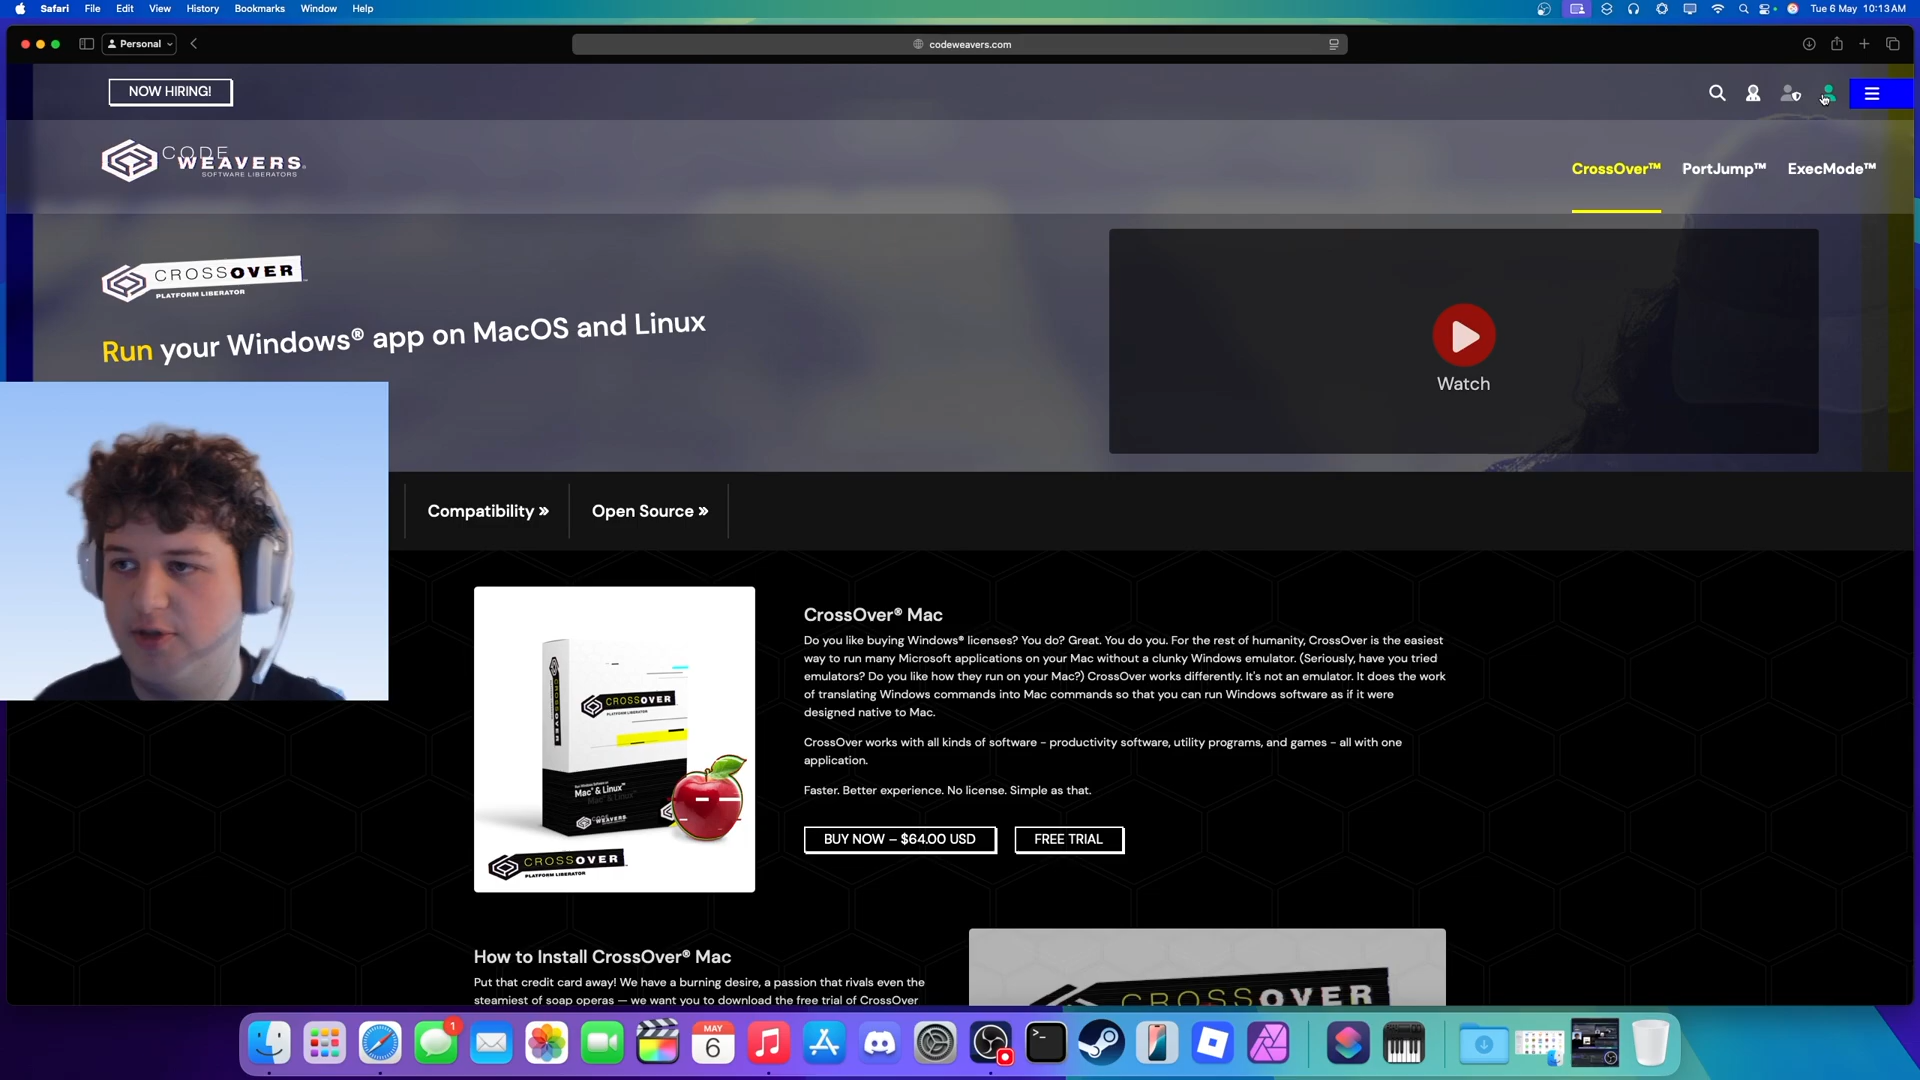 Safari File Edit View History Bookmarks Window Help Tue 6 May 10:13 AM
Personal codeweavers.com
NOW HIRING!
CODE
WEAVERS
SOFTWARE LIBERATORS
CrossOver™ PortJump™ ExecMode™
CROSSOVER
PLATFORM LIBERATOR
Run your Windows® app on MacOS and Linux
Watch
Compatibility » Open Source »
CROSSOVER
PLATFORM LIBERATOR
Mac® & Linux™
CODE WEAVERS
CROSSOVER
PLATFORM LIBERATOR
CrossOver® Mac
Do you like buying Windows® licenses? You do? Great. You do you. For the rest of humanity, CrossOver is the easiest
way to run many Microsoft applications on your Mac without a clunky Windows emulator. (Seriously, have you tried
emulators? Do you like how they run on your Mac?) CrossOver works differently. It's not an emulator. It does the work
of translating Windows commands into Mac commands so that you can run Windows software as if it were
designed native to Mac.
CrossOver works with all kinds of software - productivity software, utility programs, and games - all with one
application.
Faster. Better experience. No license. Simple as that.
BUY NOW – $64.00 USD FREE TRIAL
How to Install CrossOver® Mac
Put that credit card away! We have a burning desire, a passion that rivals even the
steamiest of soap operas — we want you to download the free trial of CrossOver
CROSSOVER
1
MAY
6